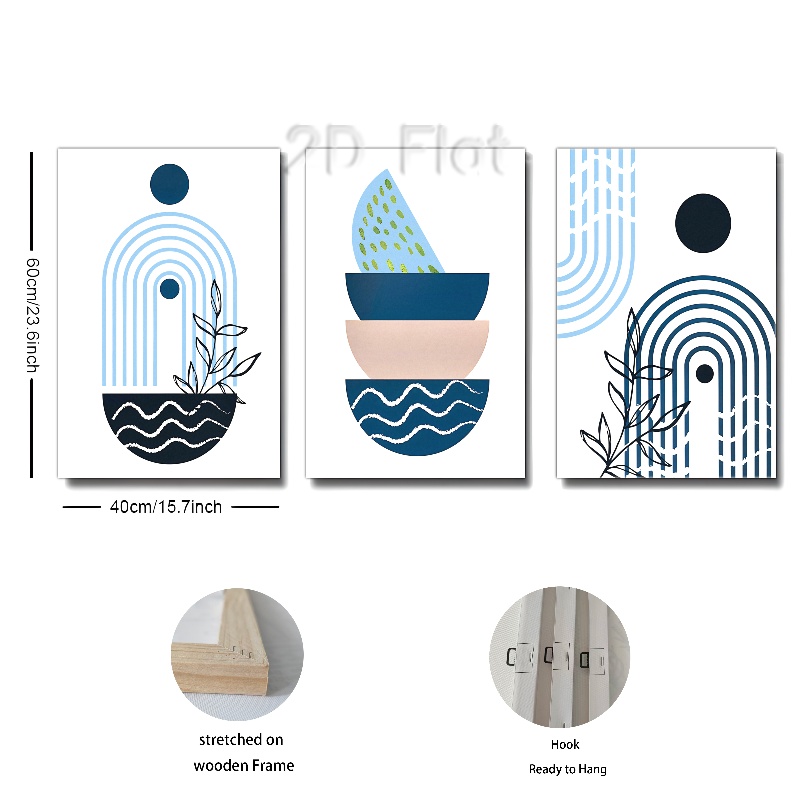 2D Flat
60cm/23.6inch
40cm/15.7inch
stretched on
wooden Frame
Hook
Ready to Hang